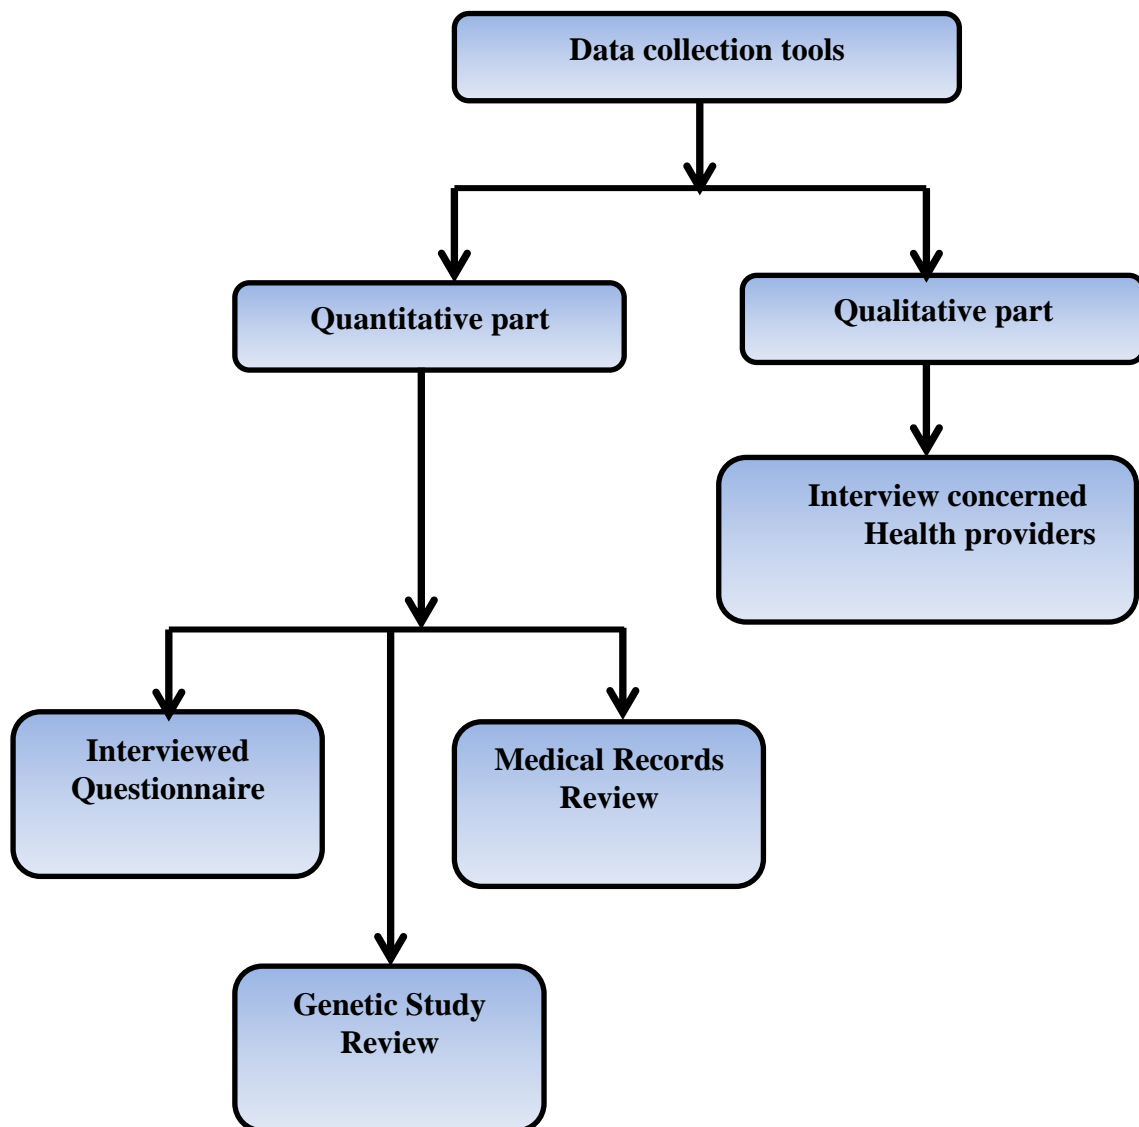 Data collection tools
Quantitative part
Qualitative part
Interview concerned
Health providers
Interviewed
Questionnaire
Medical Records
Review
Genetic Study
Review